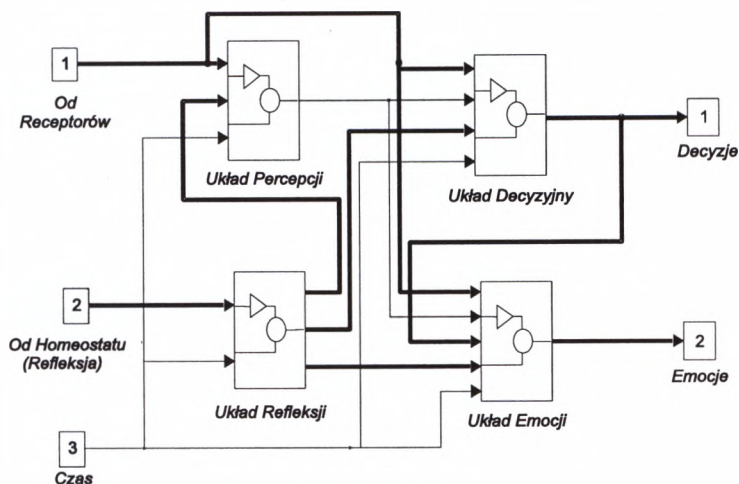 1
Od
Receptorów
Układ Percepcji
Układ Decyzyjny
1
Decyzje
2
Od Homeostatu
(Refleksja)
Układ Refleksji
Układ Emocji
2
Emocje
3
Czas